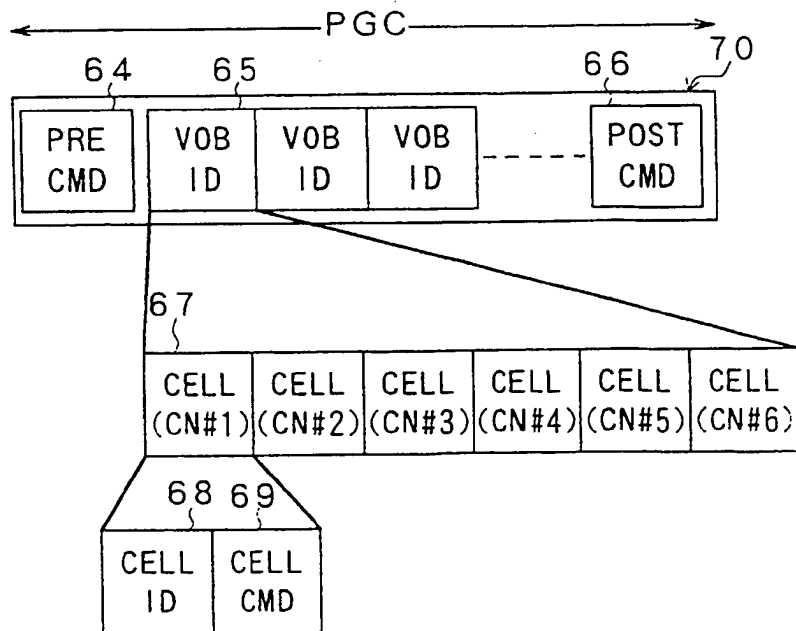 PGC
70
64 65 66
PRE CMD
VOB ID
VOB ID
VOB ID
POST CMD
67
CELL (CN#1)
CELL (CN#2)
CELL (CN#3)
CELL (CN#4)
CELL (CN#5)
CELL (CN#6)
68 69
CELL ID
CELL CMD